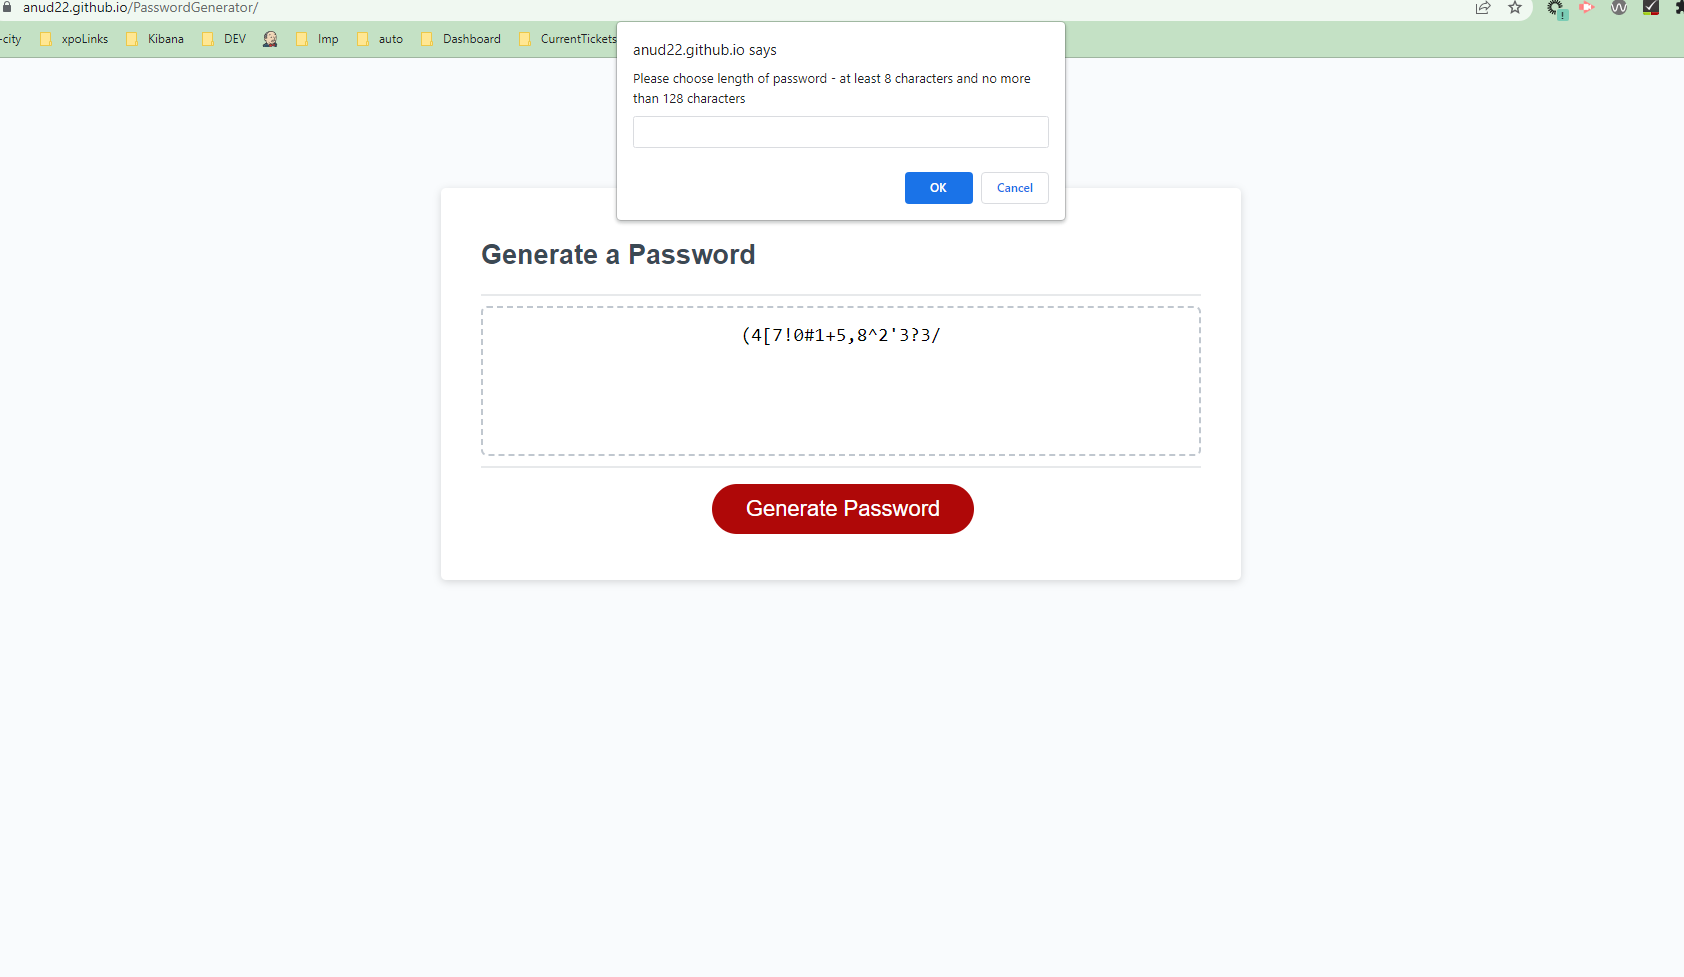 anud22.github.io/PasswordGenerator/
-city xpoLinks Kibana DEV Imp auto Dashboard CurrentTickets
anud22.github.io says
Please choose length of password - at least 8 characters and no more
than 128 characters
OK Cancel
Generate a Password
(4[7!0#1+5,8^2'3?3/
Generate Password